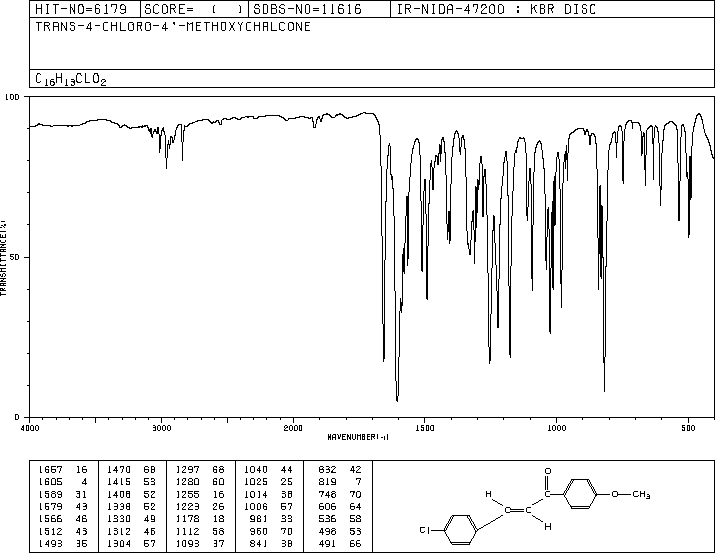 HIT-NO=6179 SCORE= ( ) SDBS-NO=11616 IR-NIDA-47200 : KBR DISC
TRANS-4-CHLORO-4'-METHOXYCHALCONE
C16H13CLO2
100
50
0
TRANSMITTANCE(%)
4000 3000 2000 1500 1000 500
WAVENUMBER(-1)
1657 16 1470 68 1297 68 1040 44 832 42
1605 4 1415 53 1280 60 1025 25 819 7
1589 31 1408 52 1255 16 1014 38 748 70
1579 43 1336 52 1223 26 1006 57 606 64
1566 46 1330 49 1178 18 981 33 536 58
1512 43 1312 46 1112 58 960 70 498 53
1493 35 1304 57 1093 37 841 38 491 66
O
H C O—CH3
Cl H